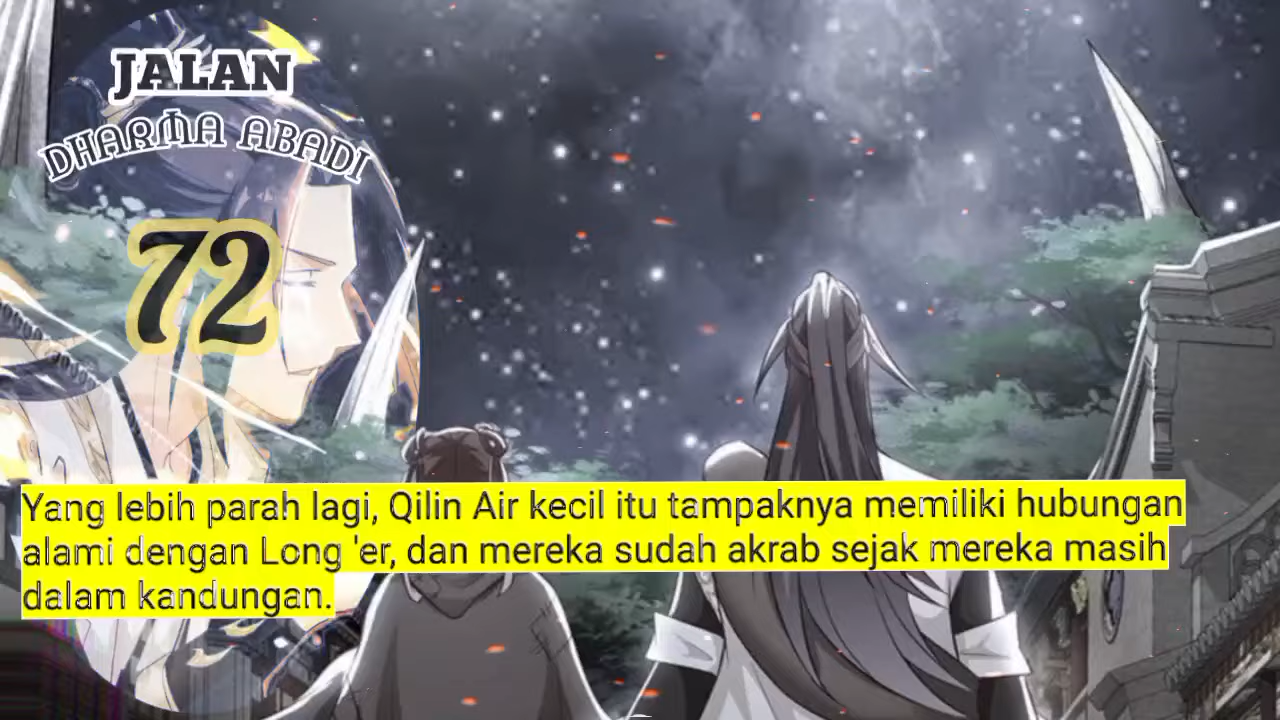 JALAN
DHARMA ABADI
72
Yang lebih parah lagi, Qilin Air kecil itu tampaknya memiliki hubungan
alami dengan Long 'er, dan mereka sudah akrab sejak mereka masih
dalam kandungan.